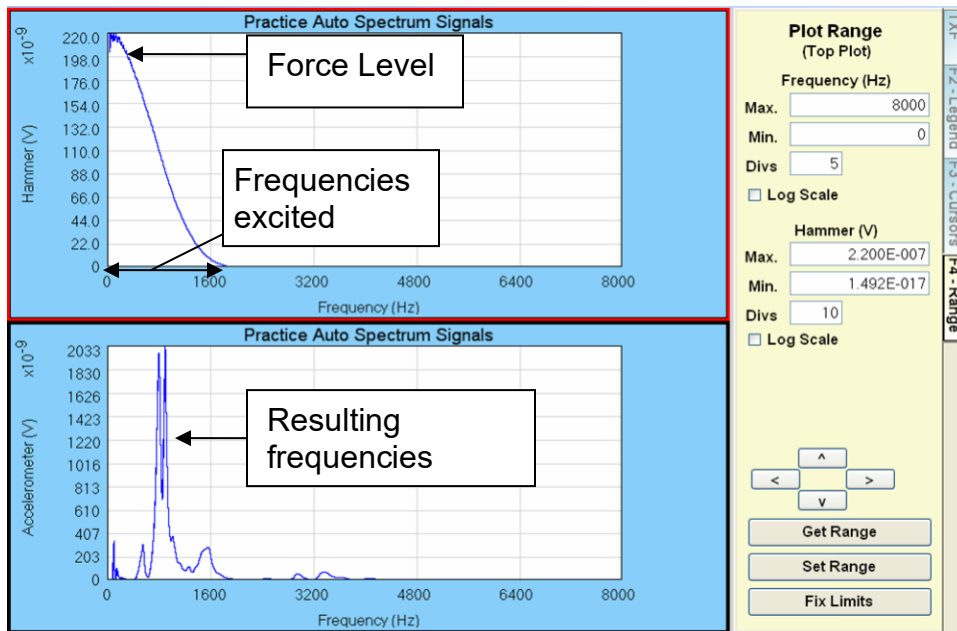 Practice Auto Spectrum Signals
x10-9
Hammer (V)
220.0
198.0
176.0
154.0
132.0
110.0
88.0
66.0
44.0
22.0
0
0
1600
3200
4800
6400
8000
Frequency (Hz)
Force Level
Frequencies
excited
Practice Auto Spectrum Signals
x10-9
Accelerometer (V)
2033
1830
1626
1423
1220
1016
813
610
407
203
0
0
1600
3200
4800
6400
8000
Frequency (Hz)
Resulting
frequencies
Plot Range
(Top Plot)
Frequency (Hz)
Max. 8000
Min. 0
Divs 5
Log Scale
Hammer (V)
Max. 2.200E-007
Min. 1.492E-017
Divs 10
Log Scale
^
< >
v
Get Range
Set Range
Fix Limits
F2 - Legend
F3 - Cursors
F4 - Range